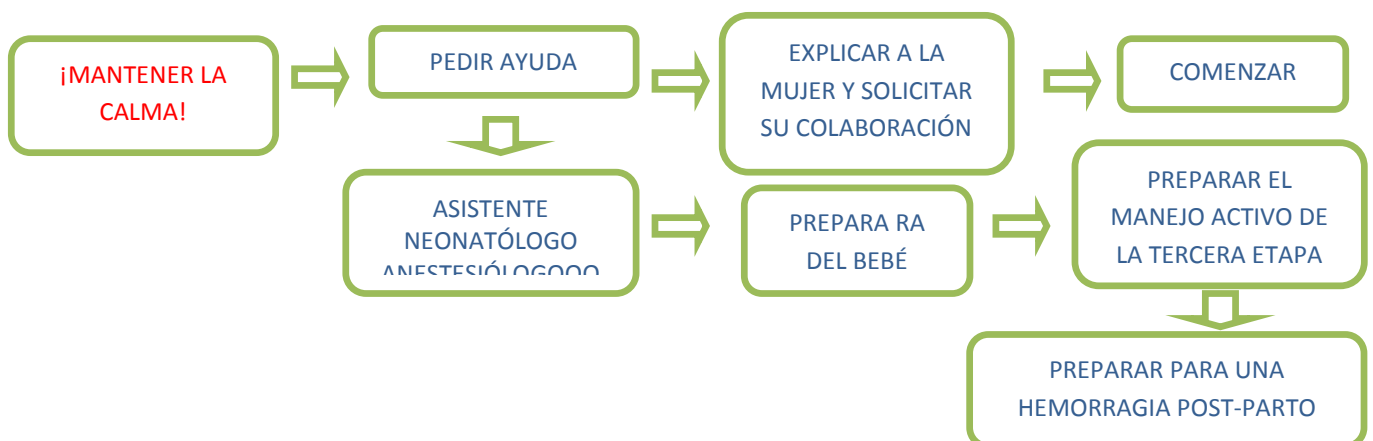 ¡MANTENER LA
CALMA!
PEDIR AYUDA
EXPLICAR A LA
MUJER Y SOLICITAR
SU COLABORACIÓN
COMENZAR
ASISTENTE
NEONATÓLOGO
ANESTESIÓLOGOOO
PREPARA RA
DEL BEBÉ
PREPARAR EL
MANEJO ACTIVO DE
LA TERCERA ETAPA
PREPARAR PARA UNA
HEMORRAGIA POST-PARTO